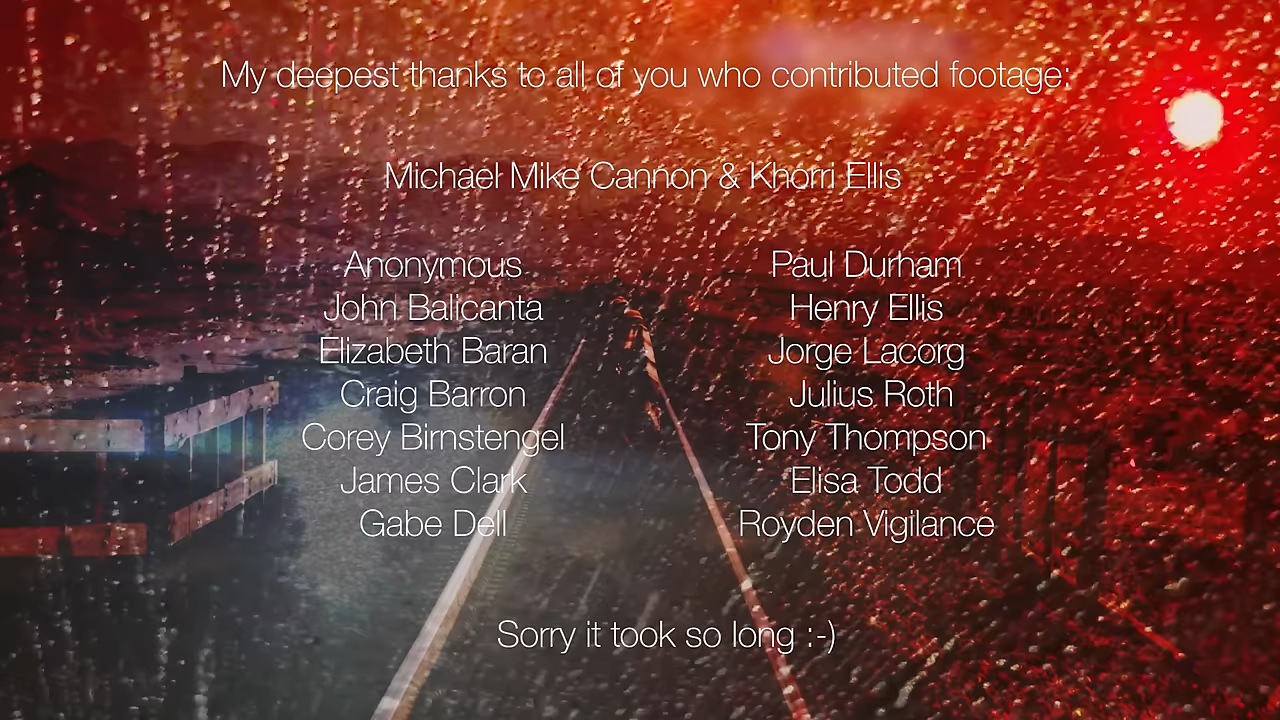 My deepest thanks to all of you who contributed footage:
Michael Mike Cannon & Khorri Ellis
Anonymous
John Balicanta
Elizabeth Baran
Craig Barron
Corey Birnstengel
James Clark
Gabe Dell
Paul Durham
Henry Ellis
Jorge Lacorg
Julius Roth
Tony Thompson
Elisa Todd
Royden Vigilance
Sorry it took so long :-)